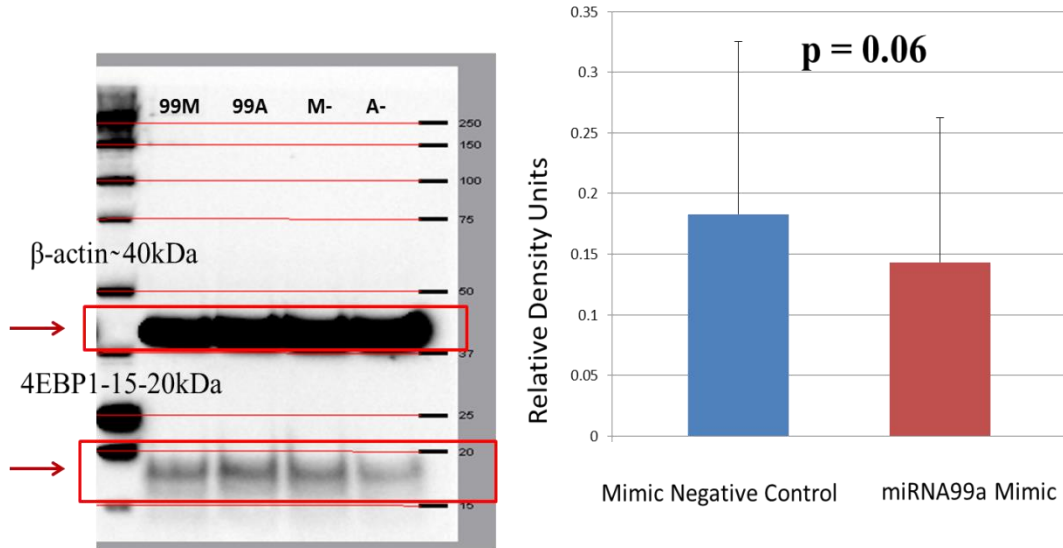 99M 99A M- A-
250
150
100
75
β-actin~40kDa
50
37
4EBP1-15-20kDa
25
20
15
0.35
p = 0.06
0.3
0.25
0.2
0.15
0.1
0.05
0
Relative Density Units
Mimic Negative Control miRNA99a Mimic